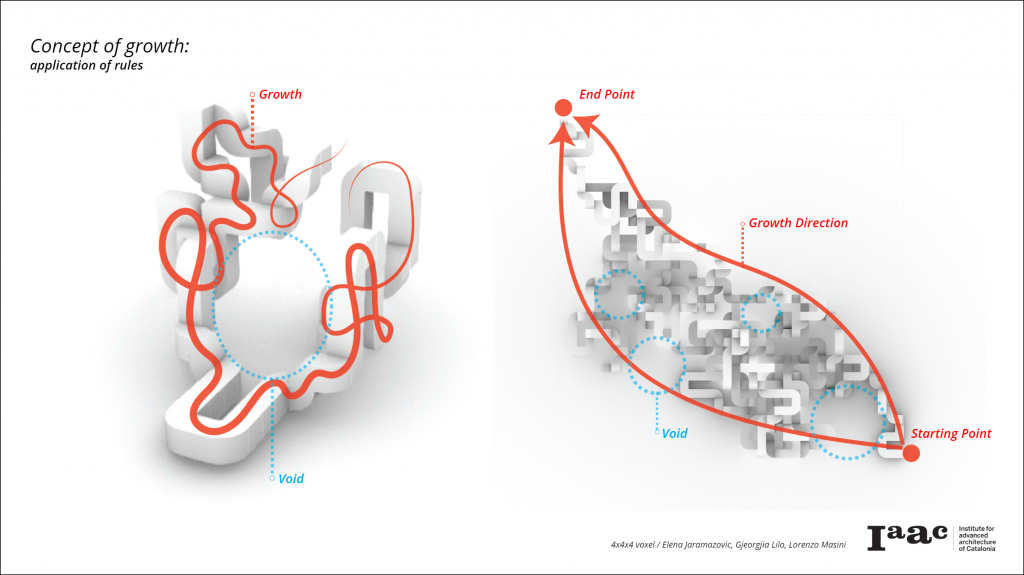 Concept of growth:
application of rules
Growth
Void
End Point
Growth Direction
Void
Starting Point
4x4x4 voxel / Elena Jaramazovic, Gjeorgjia Lilo, Lorenzo Masini
Iaac
Institute for
advanced
architecture
of Catalonia